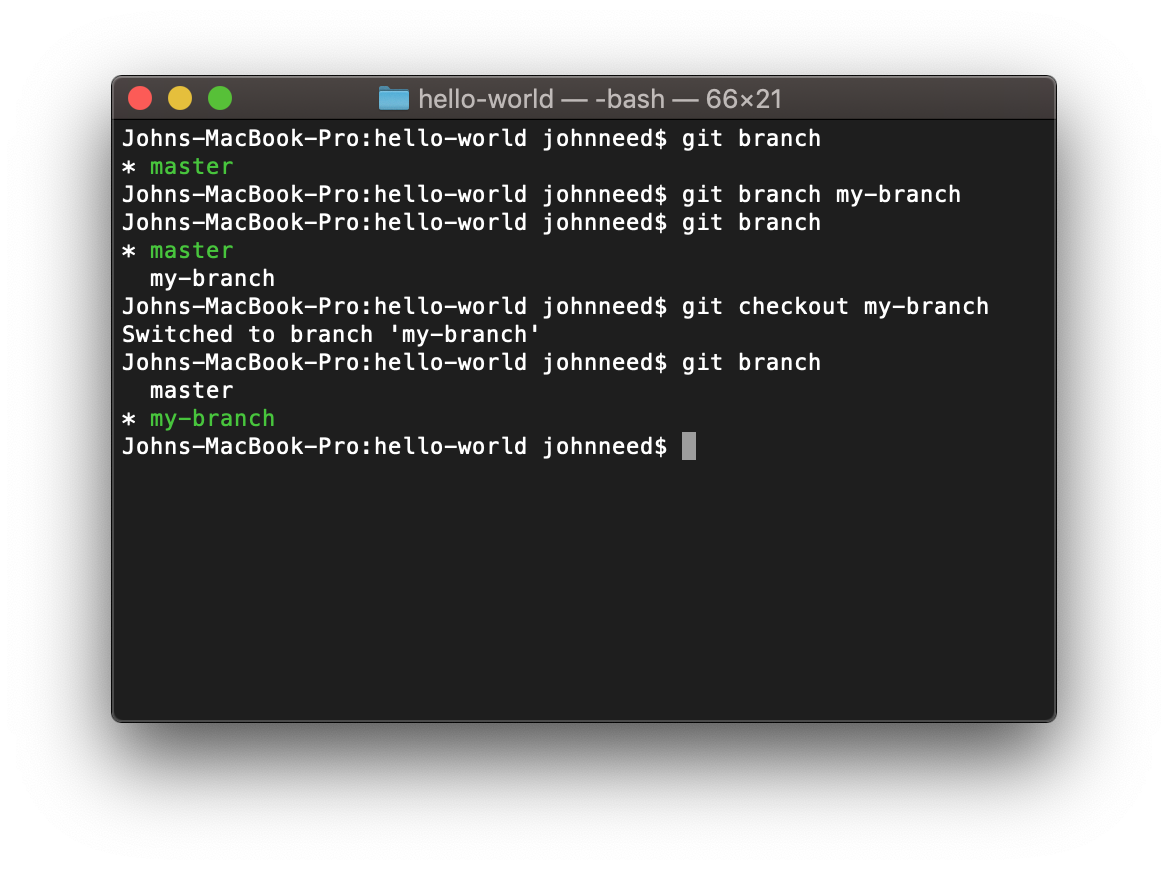 hello-world — -bash — 66×21
Johns-MacBook-Pro:hello-world johnneed$ git branch
* master
Johns-MacBook-Pro:hello-world johnneed$ git branch my-branch
Johns-MacBook-Pro:hello-world johnneed$ git branch
* master
  my-branch
Johns-MacBook-Pro:hello-world johnneed$ git checkout my-branch
Switched to branch 'my-branch'
Johns-MacBook-Pro:hello-world johnneed$ git branch
  master
* my-branch
Johns-MacBook-Pro:hello-world johnneed$